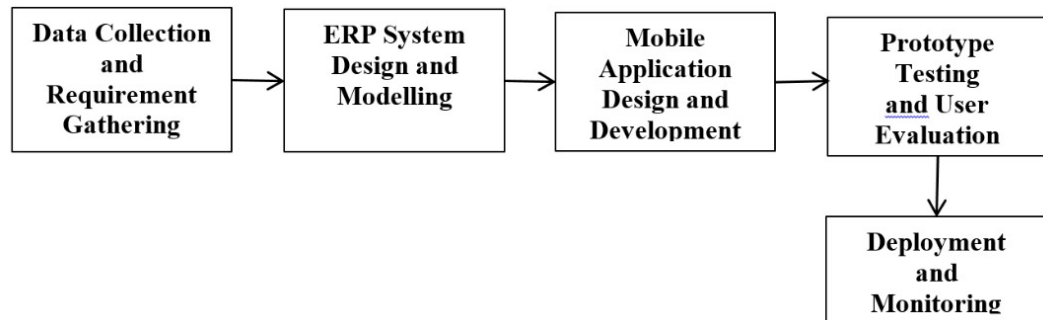 Data Collection
and
Requirement
Gathering
ERP System
Design and
Modelling
Mobile
Application
Design and
Development
Prototype
Testing
and User
Evaluation
Deployment
and
Monitoring